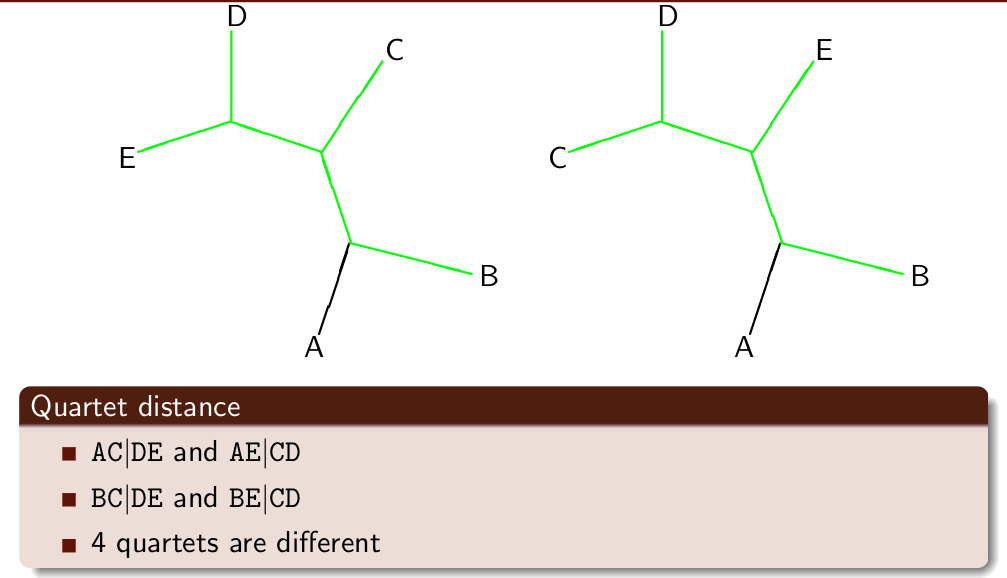 D
C
E
B
A
D
E
C
B
A
Quartet distance
AC|DE and AE|CD
BC|DE and BE|CD
4 quartets are different